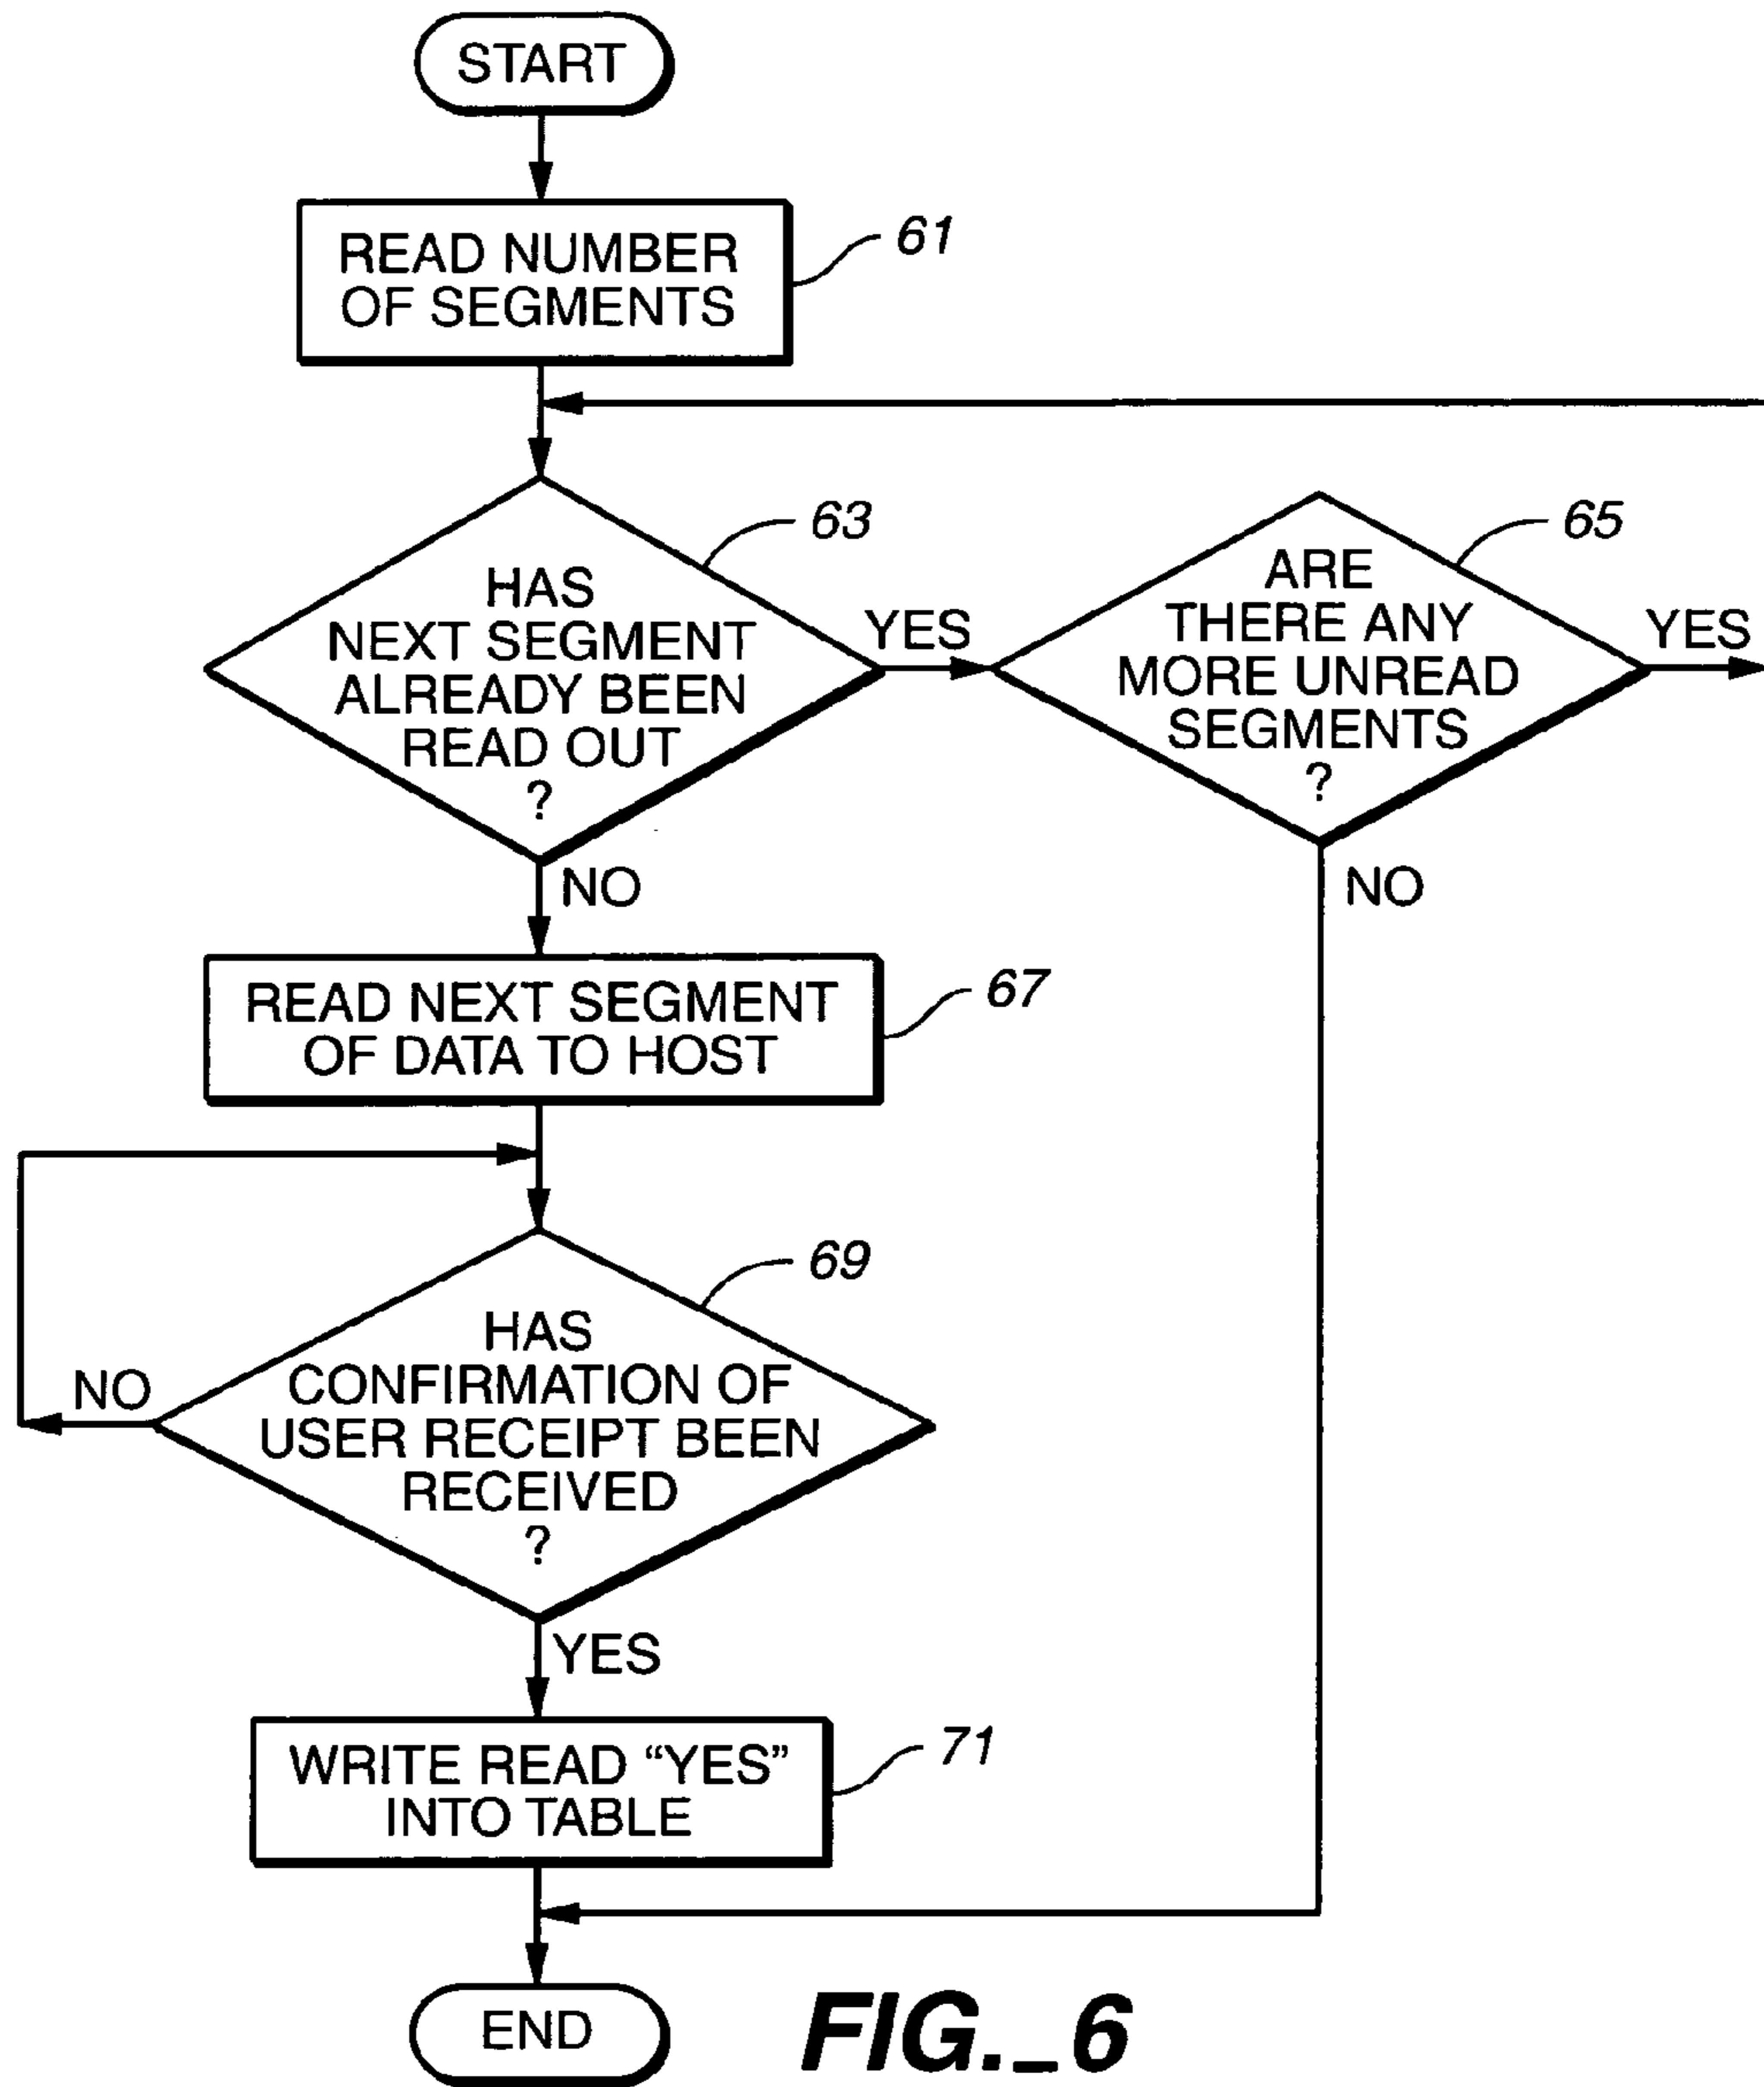 START
READ NUMBER
OF SEGMENTS
61
HAS
NEXT SEGMENT
ALREADY BEEN
READ OUT
?
63
YES
ARE
THERE ANY
MORE UNREAD
SEGMENTS
?
65
YES
NO
NO
READ NEXT SEGMENT
OF DATA TO HOST
67
HAS
CONFIRMATION OF
USER RECEIPT BEEN
RECEIVED
?
69
NO
YES
WRITE READ “YES”
INTO TABLE
71
END
FIG._6